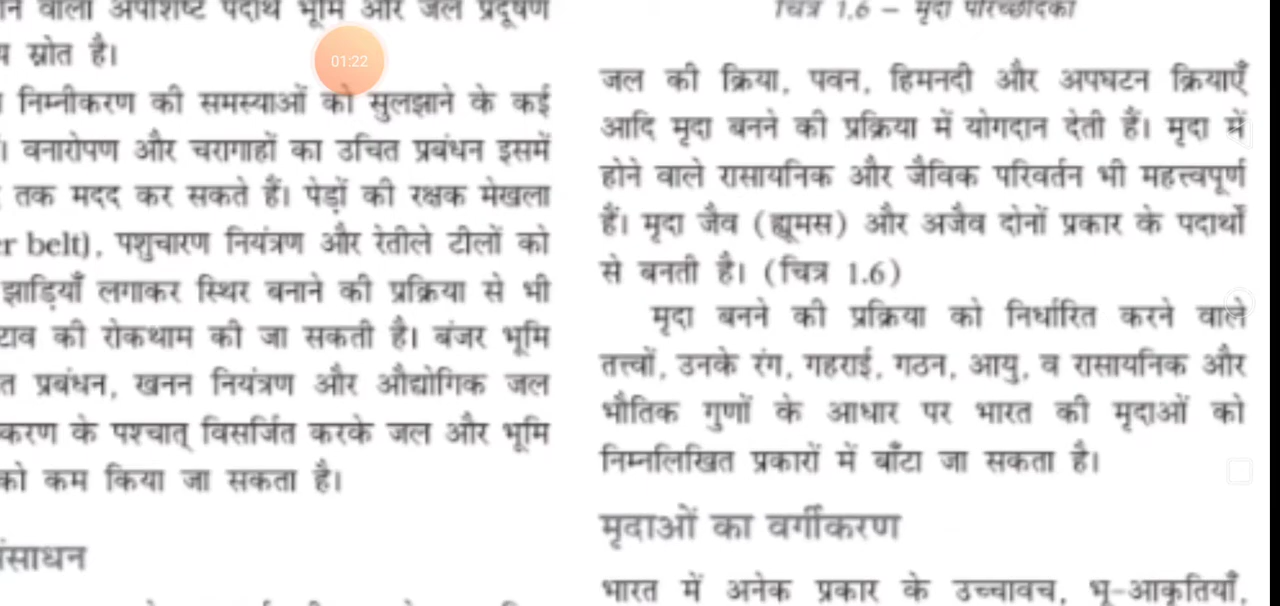 वाला अपशिष्ट पदार्थ भूमि और जल प्रदूषण
स्रोत है।
निम्नीकरण की समस्याओं को सुलझाने के कई
। वनारोपण और चरागाहों का उचित प्रबंधन इसमें
तक मदद कर सकते हैं। पेड़ों की रक्षक मेखला
er belt), पशुचारण नियंत्रण और रेतीले टीलों को
झाड़ियाँ लगाकर स्थिर बनाने की प्रक्रिया से भी
टाव की रोकथाम की जा सकती है। बंजर भूमि
त प्रबंधन, खनन नियंत्रण और औद्योगिक जल
करण के पश्चात् विसर्जित करके जल और भूमि
को कम किया जा सकता है।
संसाधन
01:22
चित्र 1.6 – मृदा परिच्छेदिका
जल की क्रिया, पवन, हिमनदी और अपघटन क्रियाएँ
आदि मृदा बनने की प्रक्रिया में योगदान देती हैं। मृदा में
होने वाले रासायनिक और जैविक परिवर्तन भी महत्त्वपूर्ण
हैं। मृदा जैव (ह्यूमस) और अजैव दोनों प्रकार के पदार्थों
से बनती है। (चित्र 1.6)
मृदा बनने की प्रक्रिया को निर्धारित करने वाले
तत्त्वों, उनके रंग, गहराई, गठन, आयु, व रासायनिक और
भौतिक गुणों के आधार पर भारत की मृदाओं को
निम्नलिखित प्रकारों में बाँटा जा सकता है।
मृदाओं का वर्गीकरण
भारत में अनेक प्रकार के उच्चावच, भू-आकृतियाँ,